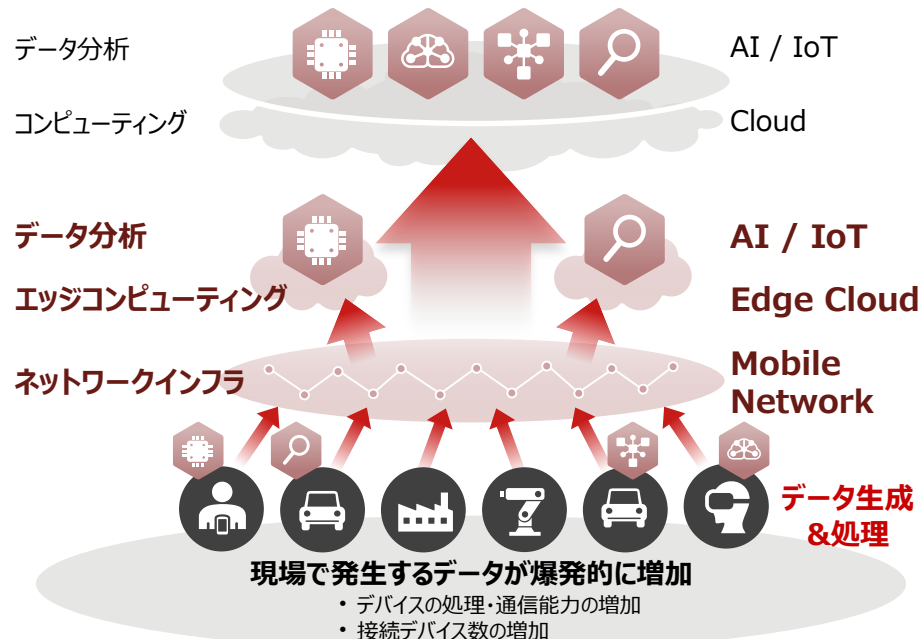 データ分析
AI / IoT
コンピューティング
Cloud
データ分析
AI / IoT
エッジコンピューティング
Edge Cloud
ネットワークインフラ
Mobile
Network
データ生成
&処理
現場で発生するデータが爆発的に増加
・デバイスの処理・通信能力の増加
・接続デバイス数の増加